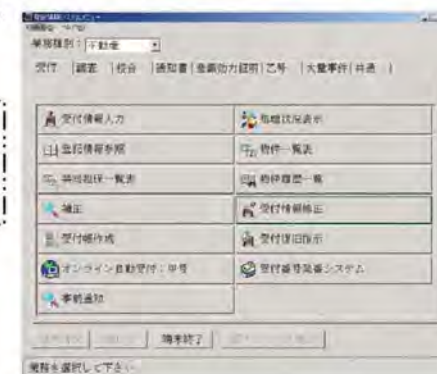 業務種別：不動産
受付 調査 校合 通知書 登識効力証明 乙号 大量事件 共通
受付情報入力 処理状況表示
登記情報参照 物件一覧表
共同担保一覧表 物件履歴一覧
補正 受付情報修正
受付帳作成 受付復旧指示
オンライン自動受付：甲号 受付番号発番システム
事前通知
端末終了
業務を選択して下さい